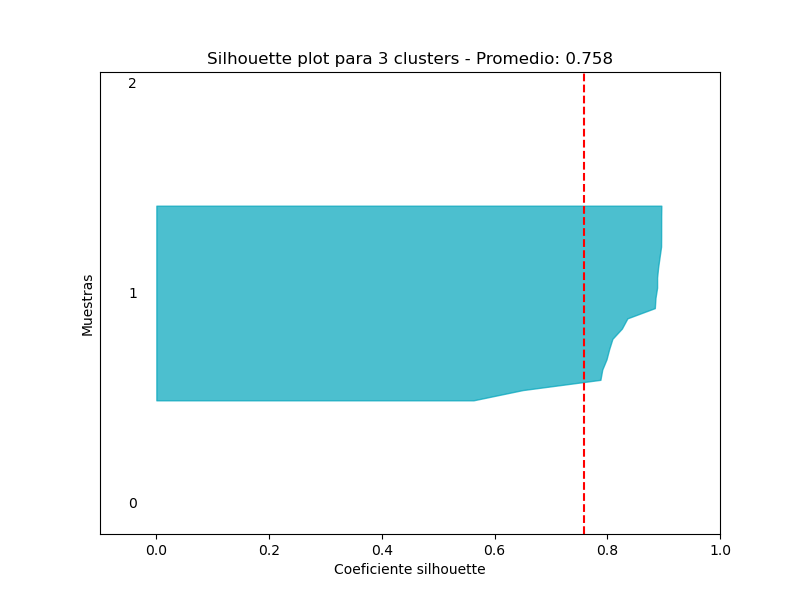 Silhouette plot para 3 clusters - Promedio: 0.758
2
1
0
Muestras
0.0 0.2 0.4 0.6 0.8 1.0
Coeficiente silhouette